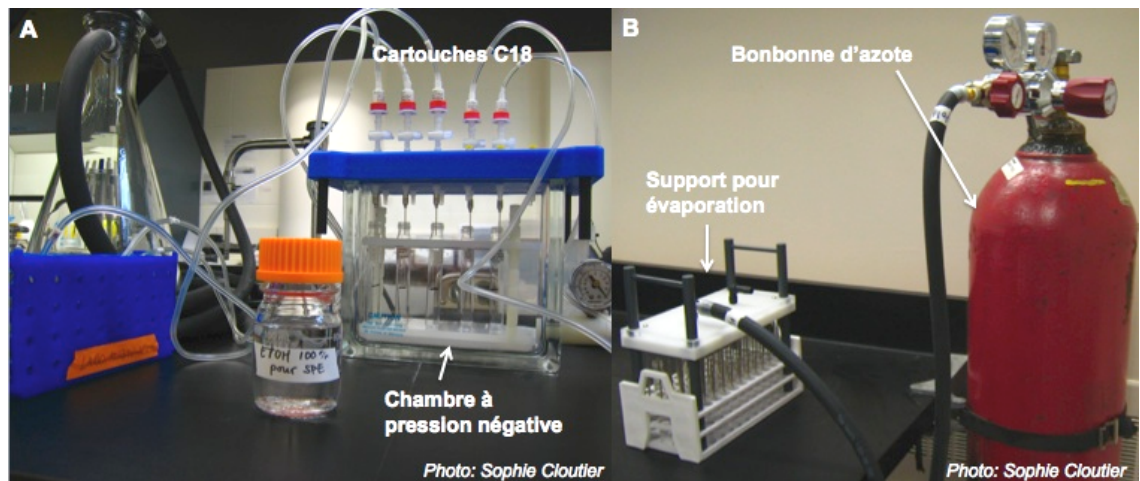 A
Cartouches C18
EtOH 100%
pour SPE
Chambre à
pression négative
Photo: Sophie Cloutier
B
Bonbonne d'azote
Support pour
évaporation
Photo: Sophie Cloutier